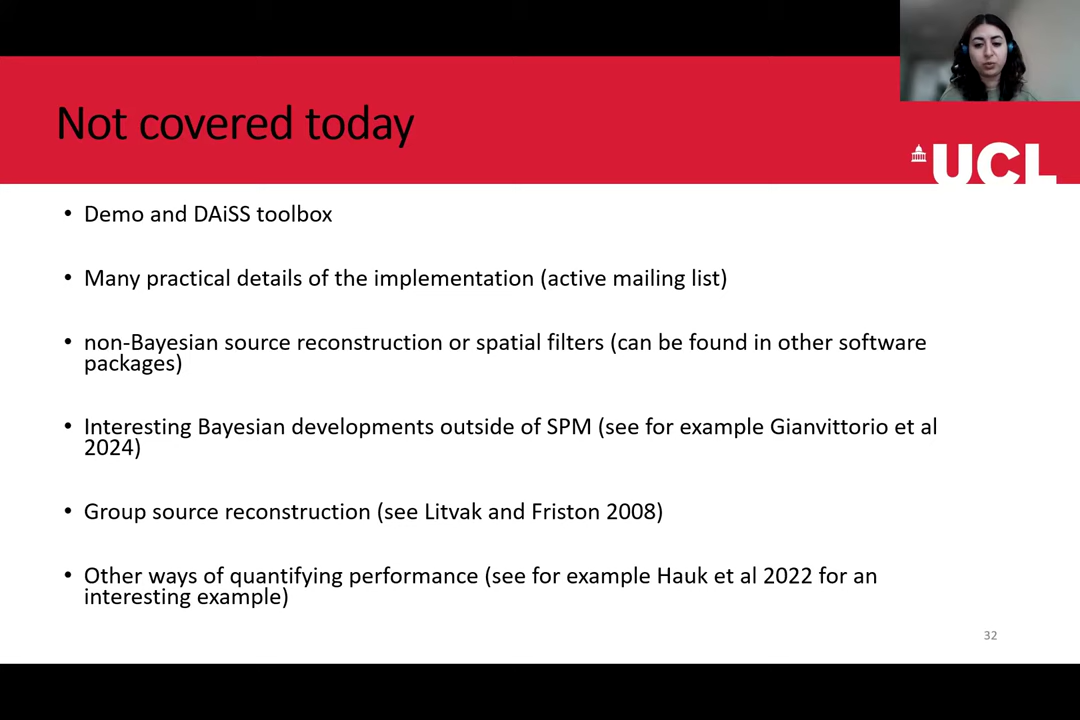 Not covered today
UCL
• Demo and DAiSS toolbox
• Many practical details of the implementation (active mailing list)
• non-Bayesian source reconstruction or spatial filters (can be found in other software
packages)
• Interesting Bayesian developments outside of SPM (see for example Gianvittorio et al
2024)
• Group source reconstruction (see Litvak and Friston 2008)
• Other ways of quantifying performance (see for example Hauk et al 2022 for an
interesting example)
32